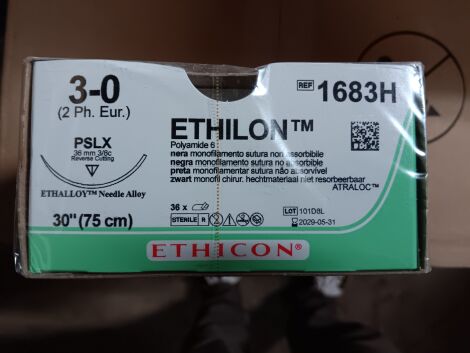 3-0
(2 Ph. Eur.)
REF 1683H
PSLX
36 mm 3/8c
Reverse Cutting
ETHILON™
Polyamide 6
nera monofilamento sutura non assorbibile
negra monofilamento sutura no absorbible
preta monofilamento sutura não absorvível
zwart monofil chirur. hechtmateriaal niet resorbeerbaar
ETHALLOY™ Needle Alloy
ATRALOC™
36 x
30" (75 cm)
STERILE R
LOT 101D8L
2029-05-31
ETHICON®